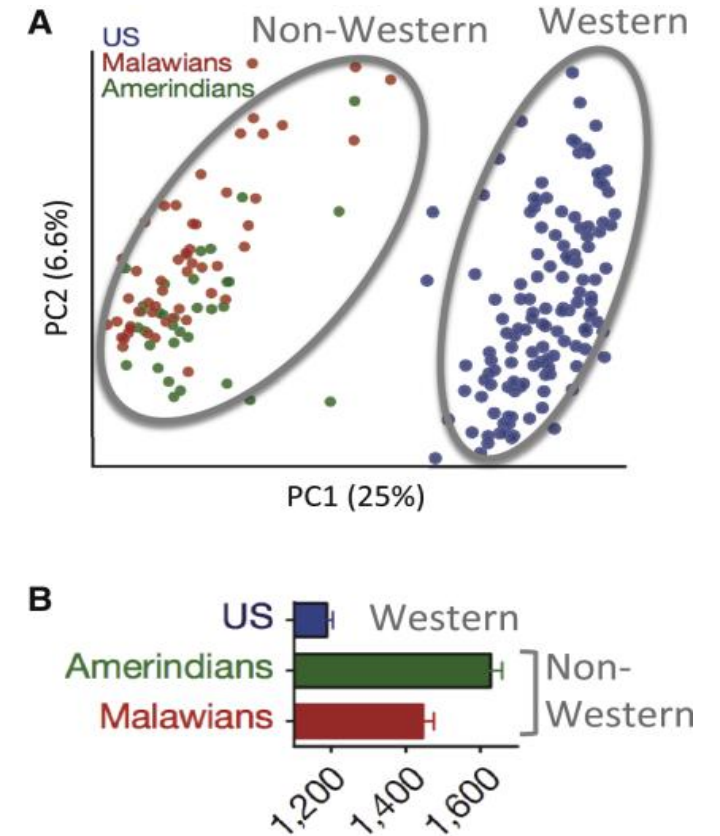 A
Non-Western
Western
US
Malawians
Amerindians
PC2 (6.6%)
PC1 (25%)
B
US
Western
Amerindians
Non-
Malawians
Western
1,200
1,400
1,600